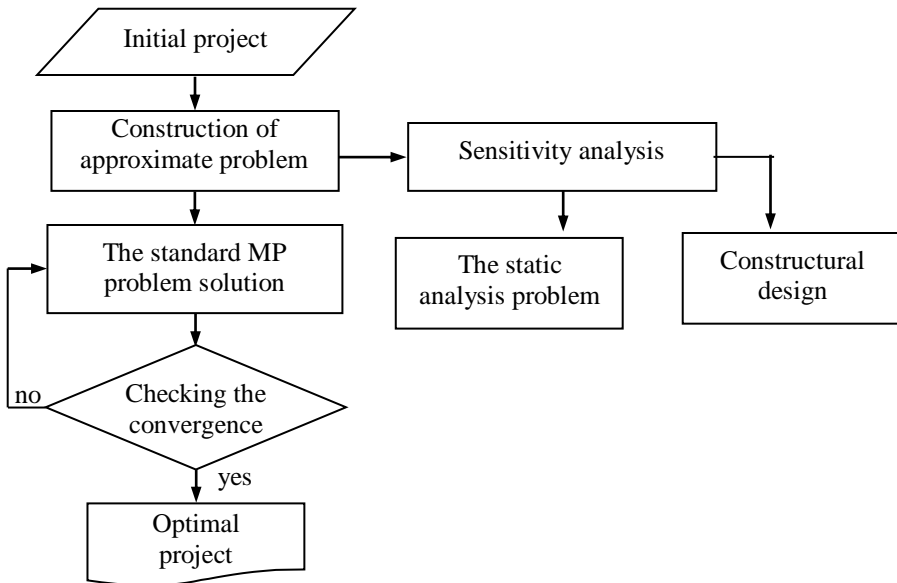 Initial project
Construction of
approximate problem
Sensitivity analysis
The standard MP
problem solution
The static
analysis problem
Constructural
design
no
Checking the
convergence
yes
Optimal
project